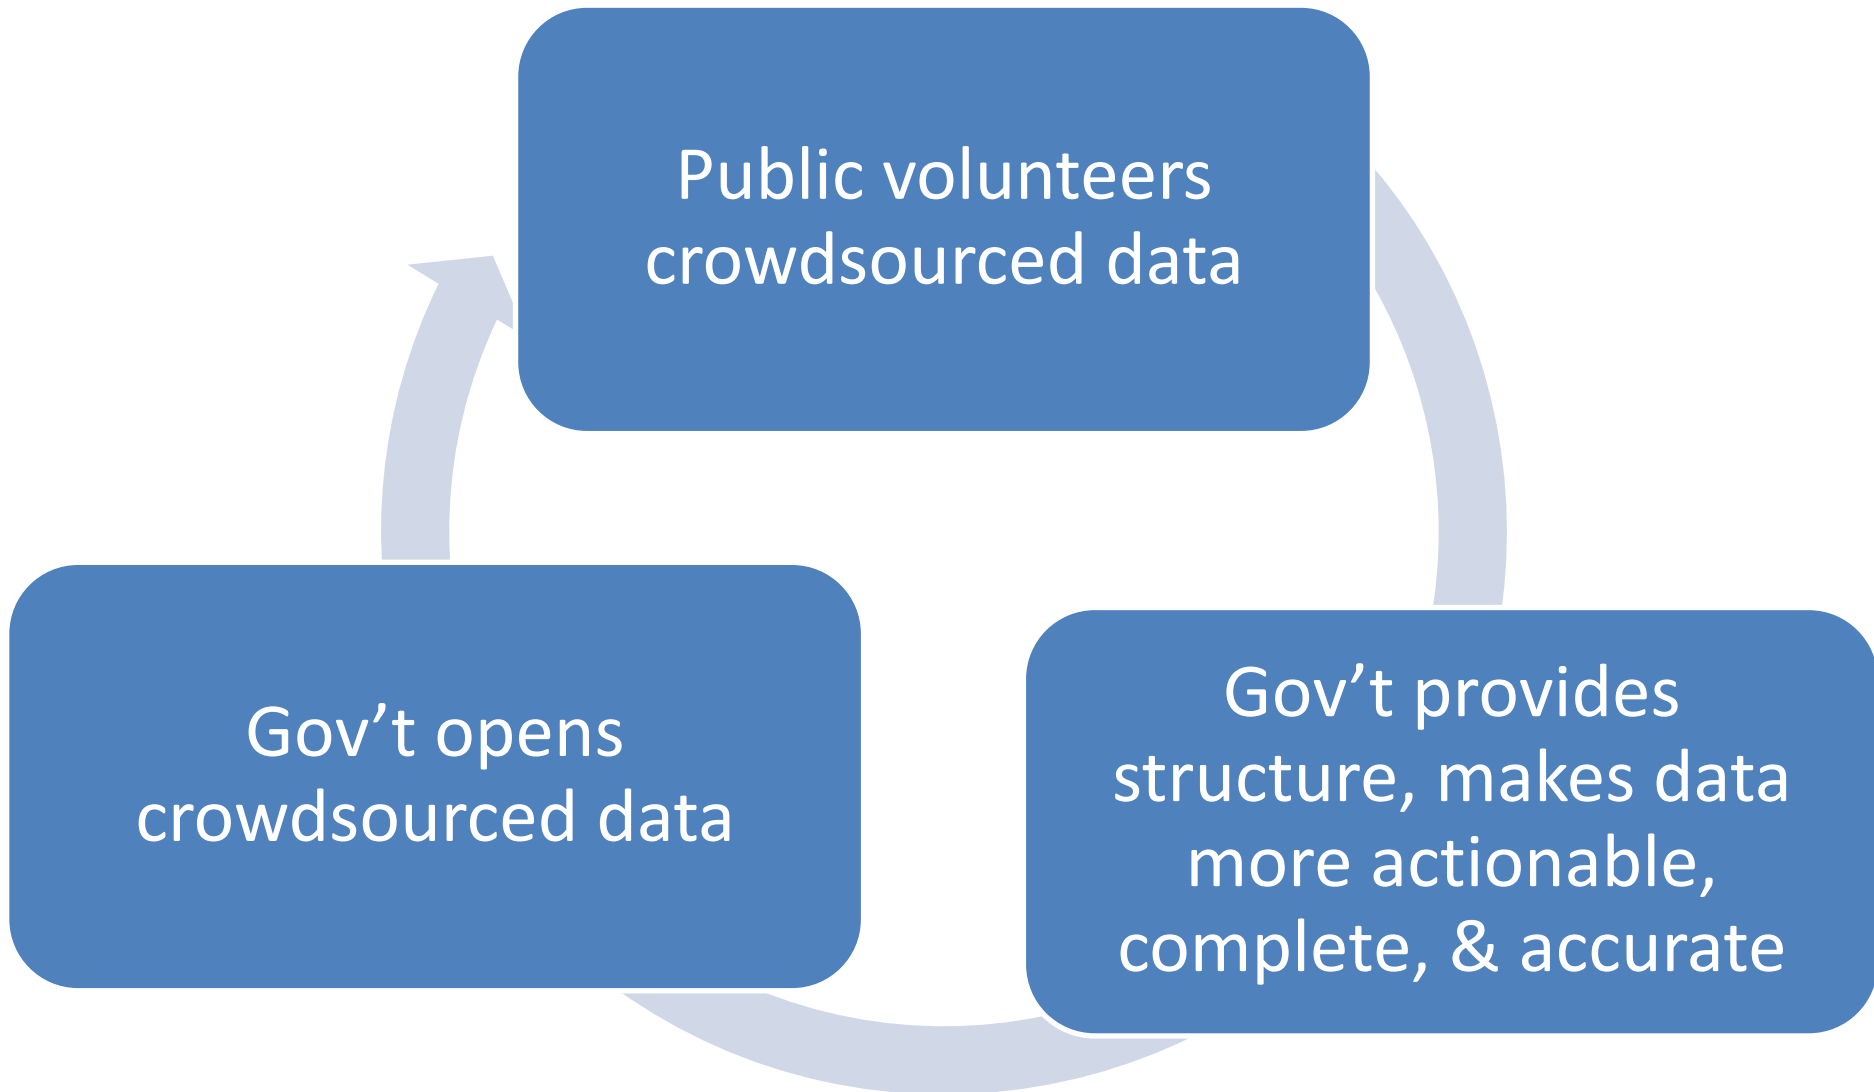 Public volunteers
crowdsourced data
Gov’t opens
crowdsourced data
Gov’t provides
structure, makes data
more actionable,
complete, & accurate